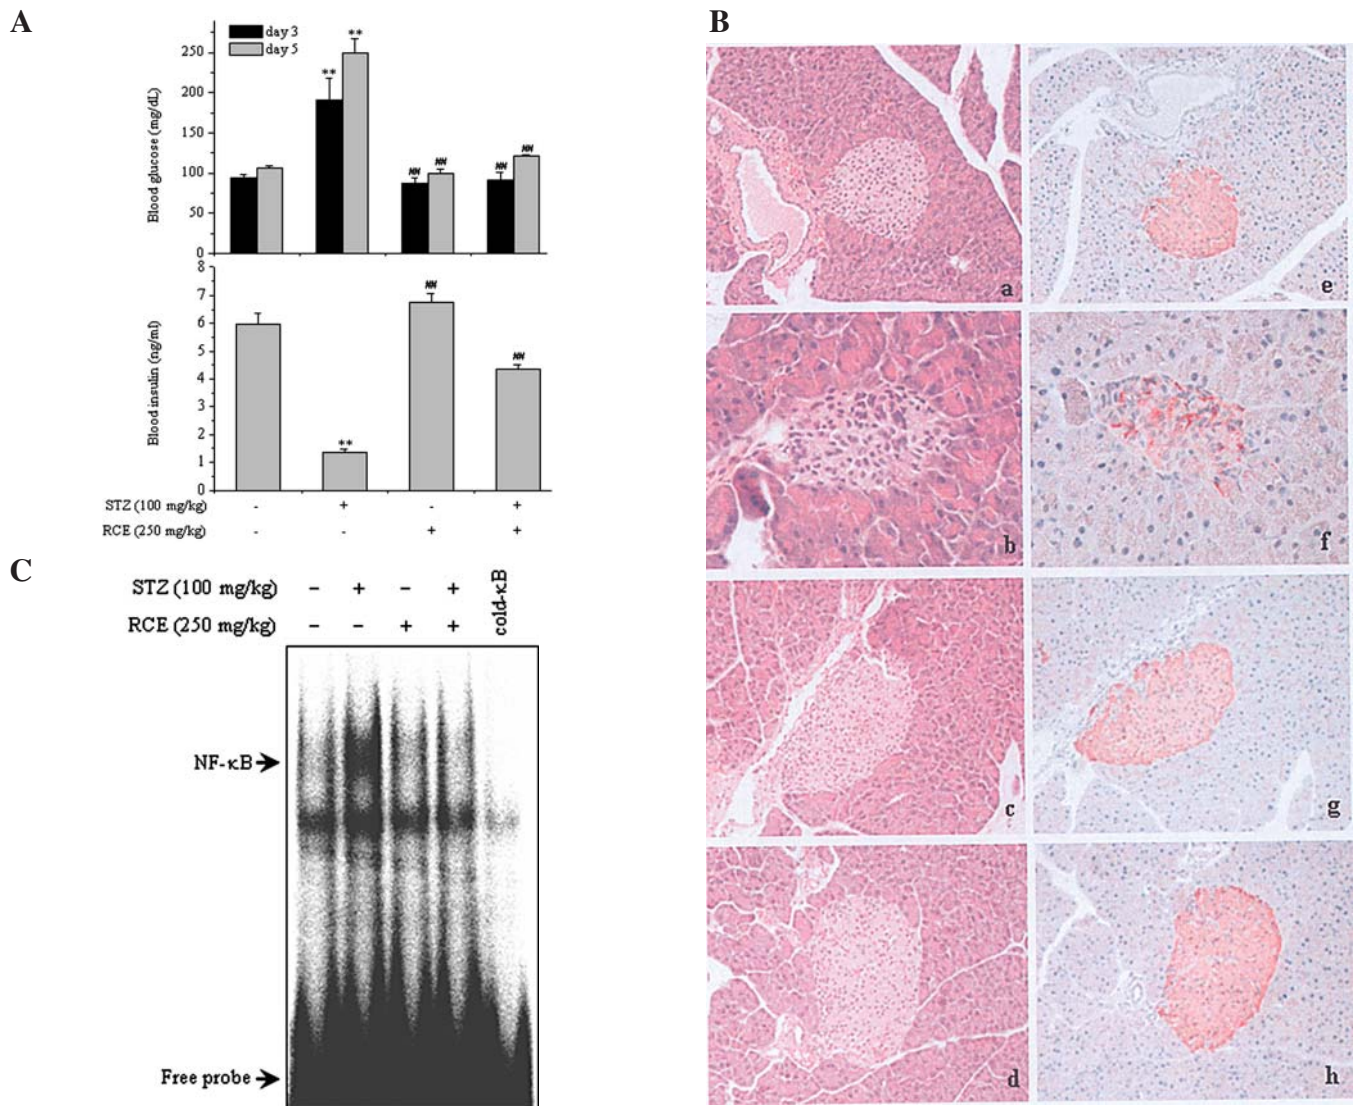 A
day 3
day 5
Blood glucose (mg/dL)
250
200
150
100
50
0
**
**
##
##
##
##
Blood insulin (ng/ml)
8
7
6
5
4
3
2
1
0
**
##
##
STZ (100 mg/kg) - + - +
RCE (250 mg/kg) - - + +
B
a
e
b
f
c
g
d
h
C
STZ (100 mg/kg) – + – +
RCE (250 mg/kg) – – + +
cold-κB
NF-κB
Free probe